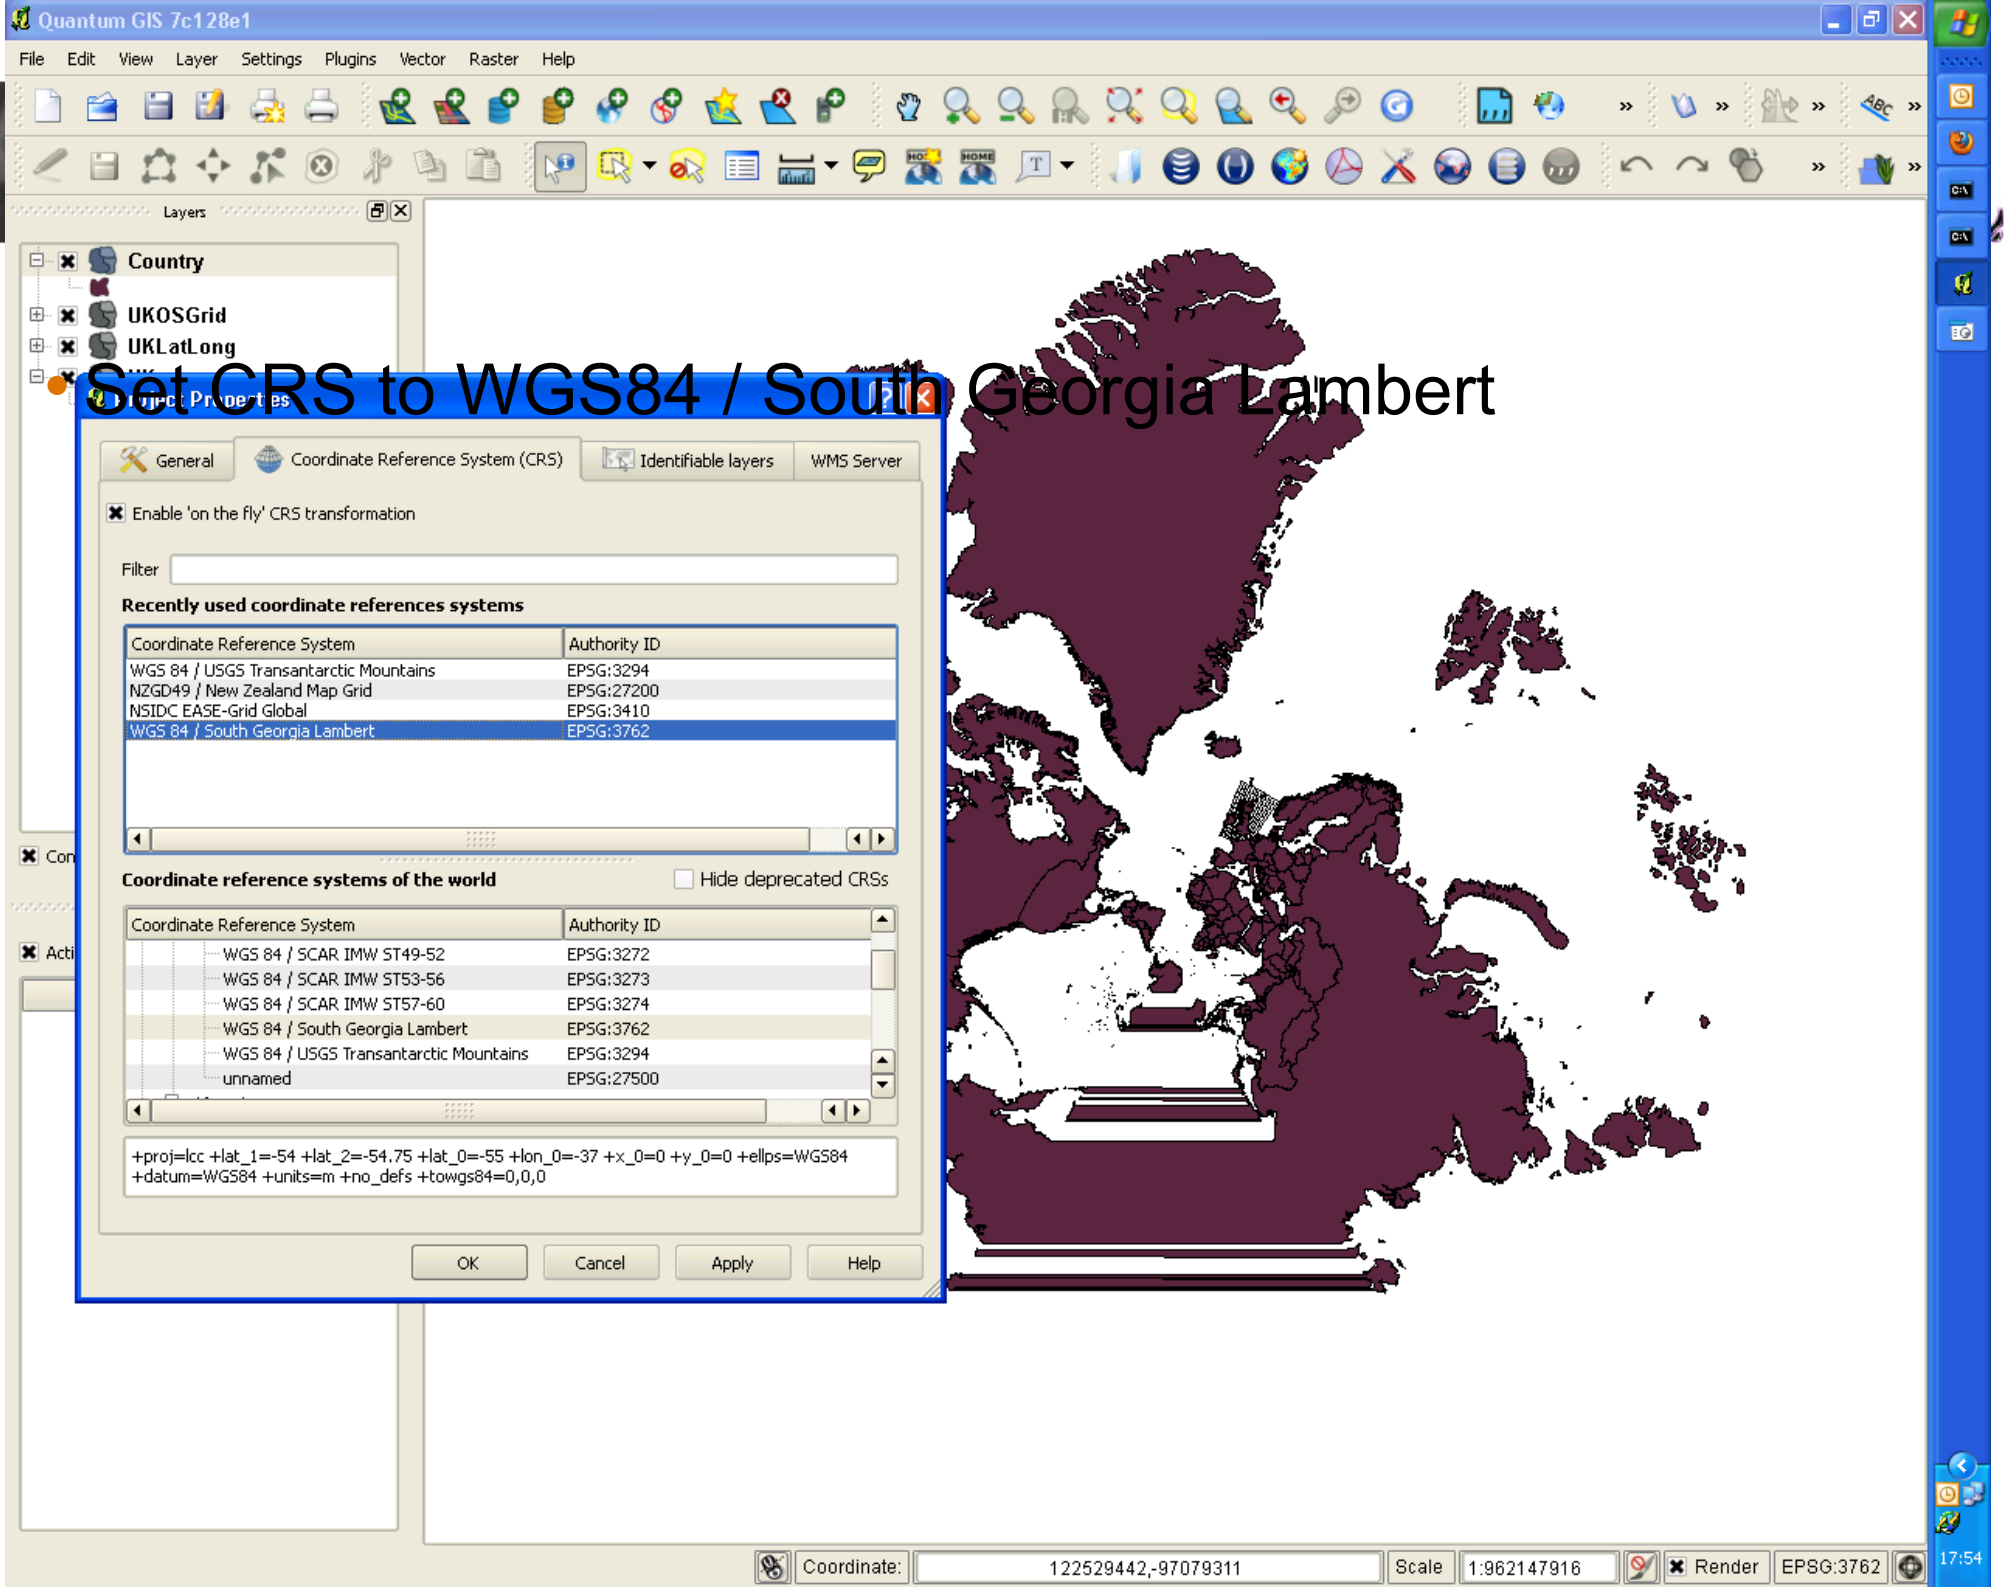 Quantum GIS 7c128e1
File Edit View Layer Settings Plugins Vector Raster Help
Layers
Country
UKOSGrid
UKLatLong
• Set CRS to WGS84 / South Georgia Lambert
Project Properties
General Coordinate Reference System (CRS) Identifiable layers WMS Server
Enable 'on the fly' CRS transformation
Filter
Recently used coordinate references systems
Coordinate Reference System Authority ID
WGS 84 / USGS Transantarctic Mountains EPSG:3294
NZGD49 / New Zealand Map Grid EPSG:27200
NSIDC EASE-Grid Global EPSG:3410
WGS 84 / South Georgia Lambert EPSG:3762
Con
Coordinate reference systems of the world Hide deprecated CRSs
Coordinate Reference System Authority ID
Acti
WGS 84 / SCAR IMW ST49-52 EPSG:3272
WGS 84 / SCAR IMW ST53-56 EPSG:3273
WGS 84 / SCAR IMW ST57-60 EPSG:3274
WGS 84 / South Georgia Lambert EPSG:3762
WGS 84 / USGS Transantarctic Mountains EPSG:3294
unnamed EPSG:27500
+proj=lcc +lat_1=-54 +lat_2=-54.75 +lat_0=-55 +lon_0=-37 +x_0=0 +y_0=0 +ellps=WGS84
+datum=WGS84 +units=m +no_defs +towgs84=0,0,0
OK Cancel Apply Help
Coordinate: 122529442,-97079311 Scale 1:962147916 Render EPSG:3762
17:54